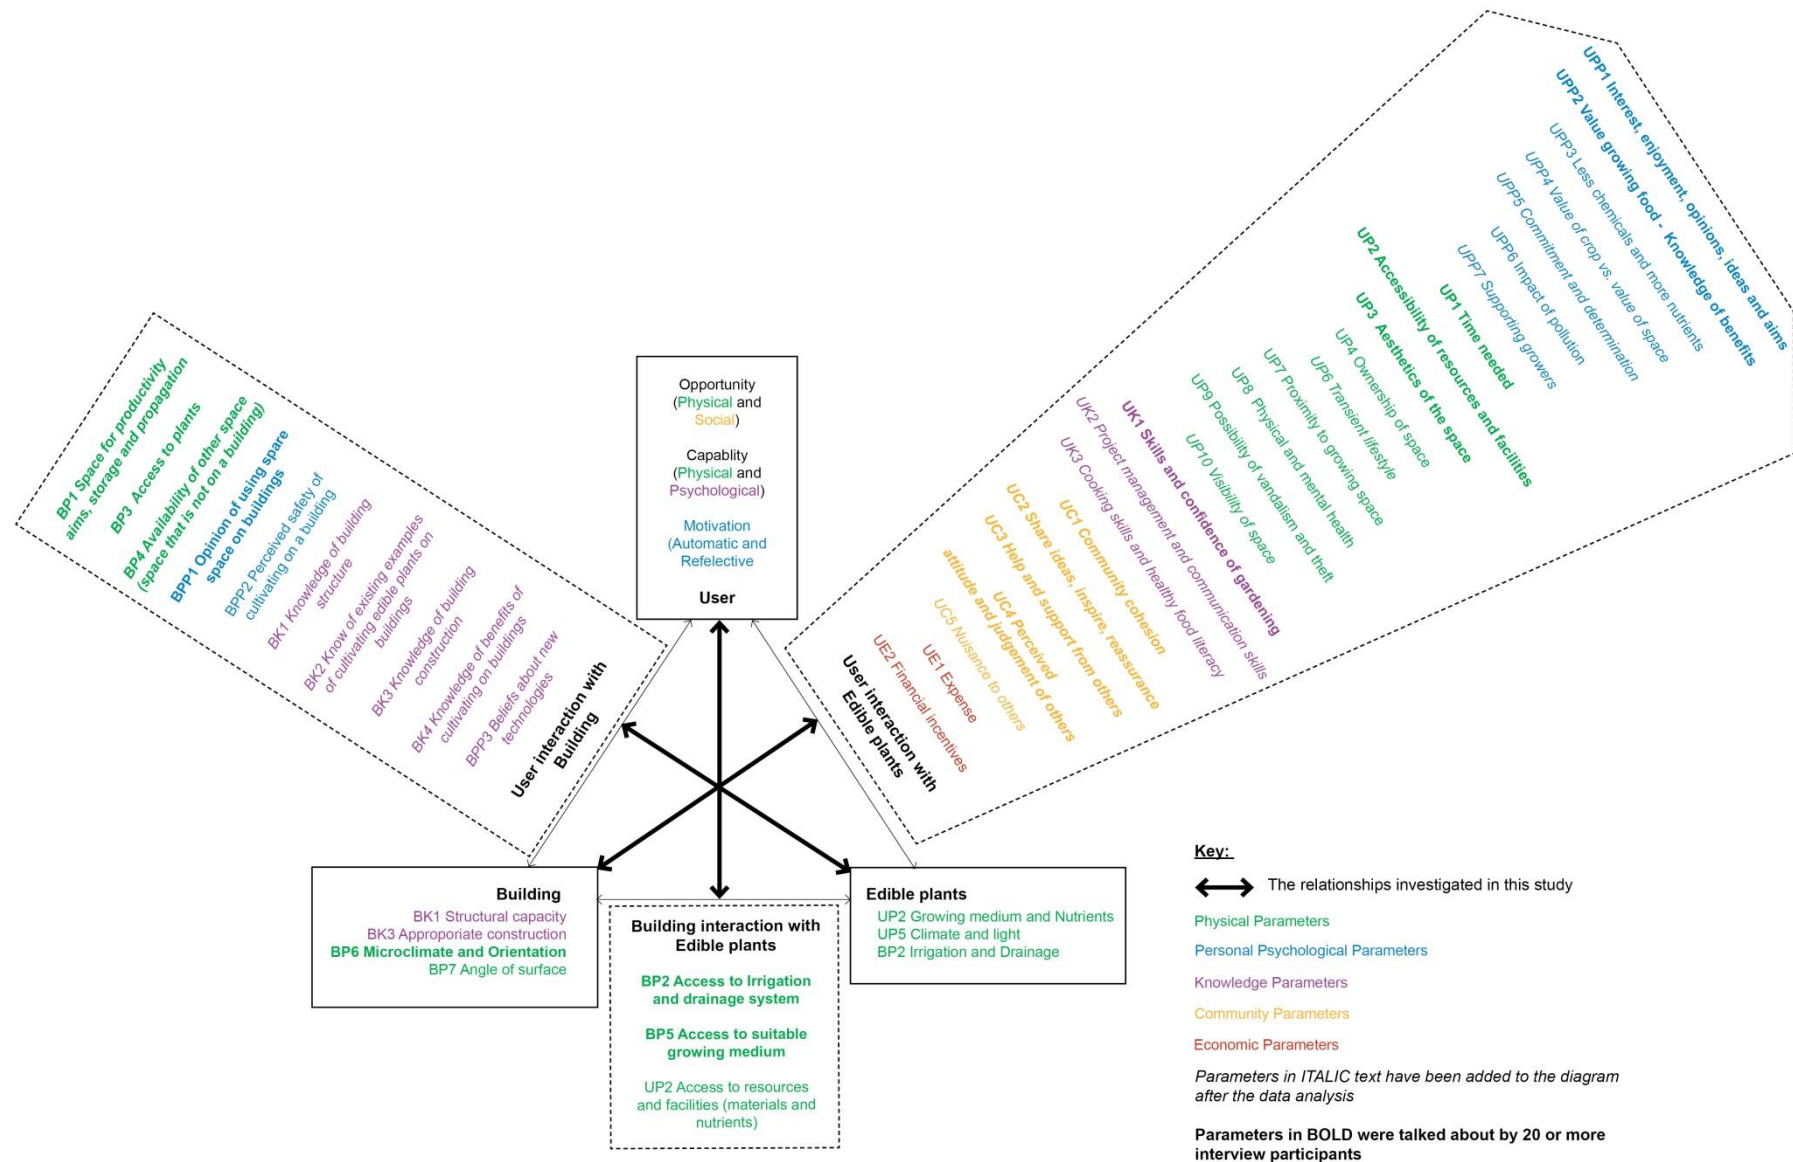 BP1 Space for productivity
aims, storage and propagation
BP3 Access to plants
BP4 Availability of other space
(space that is not on a building)
BPP1 Opinion of using spare
space on buildings
BPP2 Perceived safety of
cultivating on a building
BK1 Knowledge of building
structure
BK2 Know of existing examples
of cultivating edible plants on
buildings
BK3 Knowledge of building
construction
BK4 Knowledge of benefits of
cultivating on buildings
BPP3 Beliefs about new
technologies
User interaction with
Building
Opportunity
(Physical and
Social)
Capablity
(Physical and
Psychological)
Motivation
(Automatic and
Refelective
User
UPP1 Interest, enjoyment, opinions, ideas and aims
UPP2 Value growing food - Knowledge of benefits
UPP3 Less chemicals and more nutrients
UPP4 Value of crop vs. value of space
UPP5 Commitment and determination
UPP6 Impact of pollution
UPP7 Supporting growers
UP1 Time needed
UP2 Accessibility of resources and facilities
UP3 Aesthetics of the space
UP4 Ownership of space
UP6 Transient lifestyle
UP7 Proximity to growing space
UP8 Physical and mental health
UP9 Possibility of vandalism and theft
UP10 Visibility of space
UK1 Skills and confidence of gardening
UK2 Project management and communication skills
UK3 Cooking skills and healthy food literacy
UC1 Community cohesion
UC2 Share ideas, inspire, reassurance
UC3 Help and support from others
UC4 Perceived
attitude and judgement of others
UC5 Nuisance to others
UE1 Expense
UE2 Financial incentives
User interaction with
Edible plants
Building
BK1 Structural capacity
BK3 Approporiate construction
BP6 Microclimate and Orientation
BP7 Angle of surface
Building interaction with
Edible plants
BP2 Access to Irrigation
and drainage system
BP5 Access to suitable
growing medium
UP2 Access to resources
and facilities (materials and
nutrients)
Edible plants
UP2 Growing medium and Nutrients
UP5 Climate and light
BP2 Irrigation and Drainage
Key:
The relationships investigated in this study
Physical Parameters
Personal Psychological Parameters
Knowledge Parameters
Community Parameters
Economic Parameters
Parameters in ITALIC text have been added to the diagram
after the data analysis
Parameters in BOLD were talked about by 20 or more
interview participants